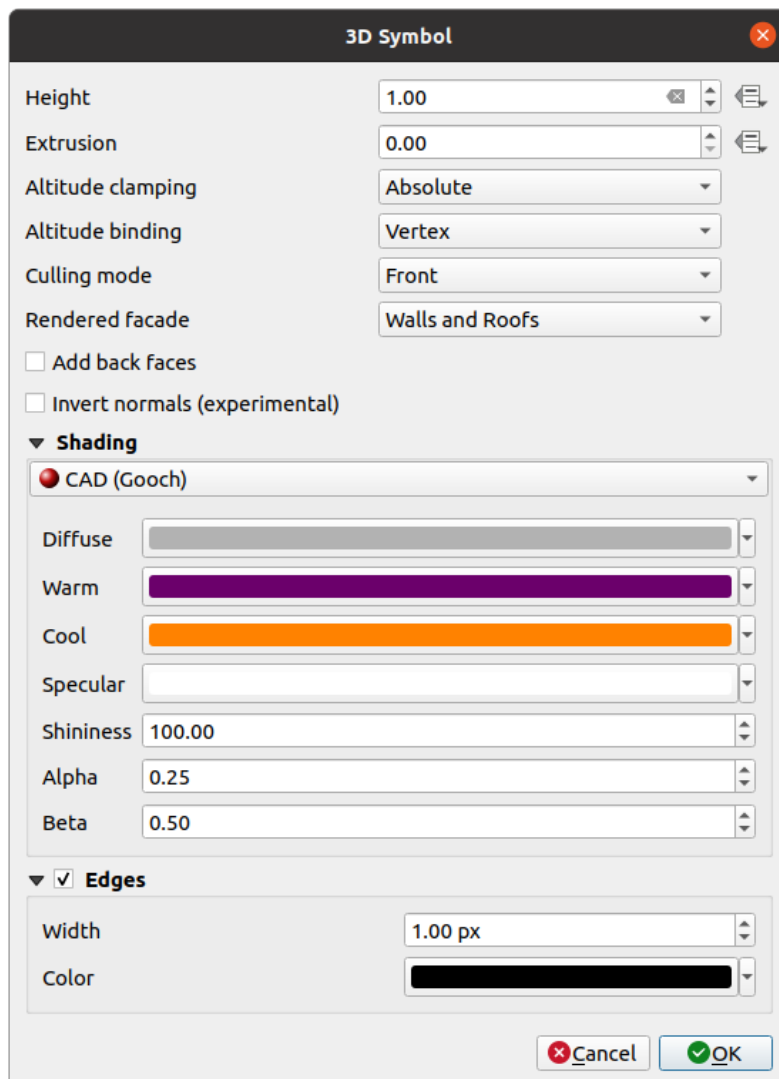 3D Symbol
Height 1.00
Extrusion 0.00
Altitude clamping Absolute
Altitude binding Vertex
Culling mode Front
Rendered facade Walls and Roofs
Add back faces
Invert normals (experimental)
Shading
CAD (Gooch)
Diffuse
Warm
Cool
Specular
Shininess 100.00
Alpha 0.25
Beta 0.50
Edges
Width 1.00 px
Color
Cancel OK